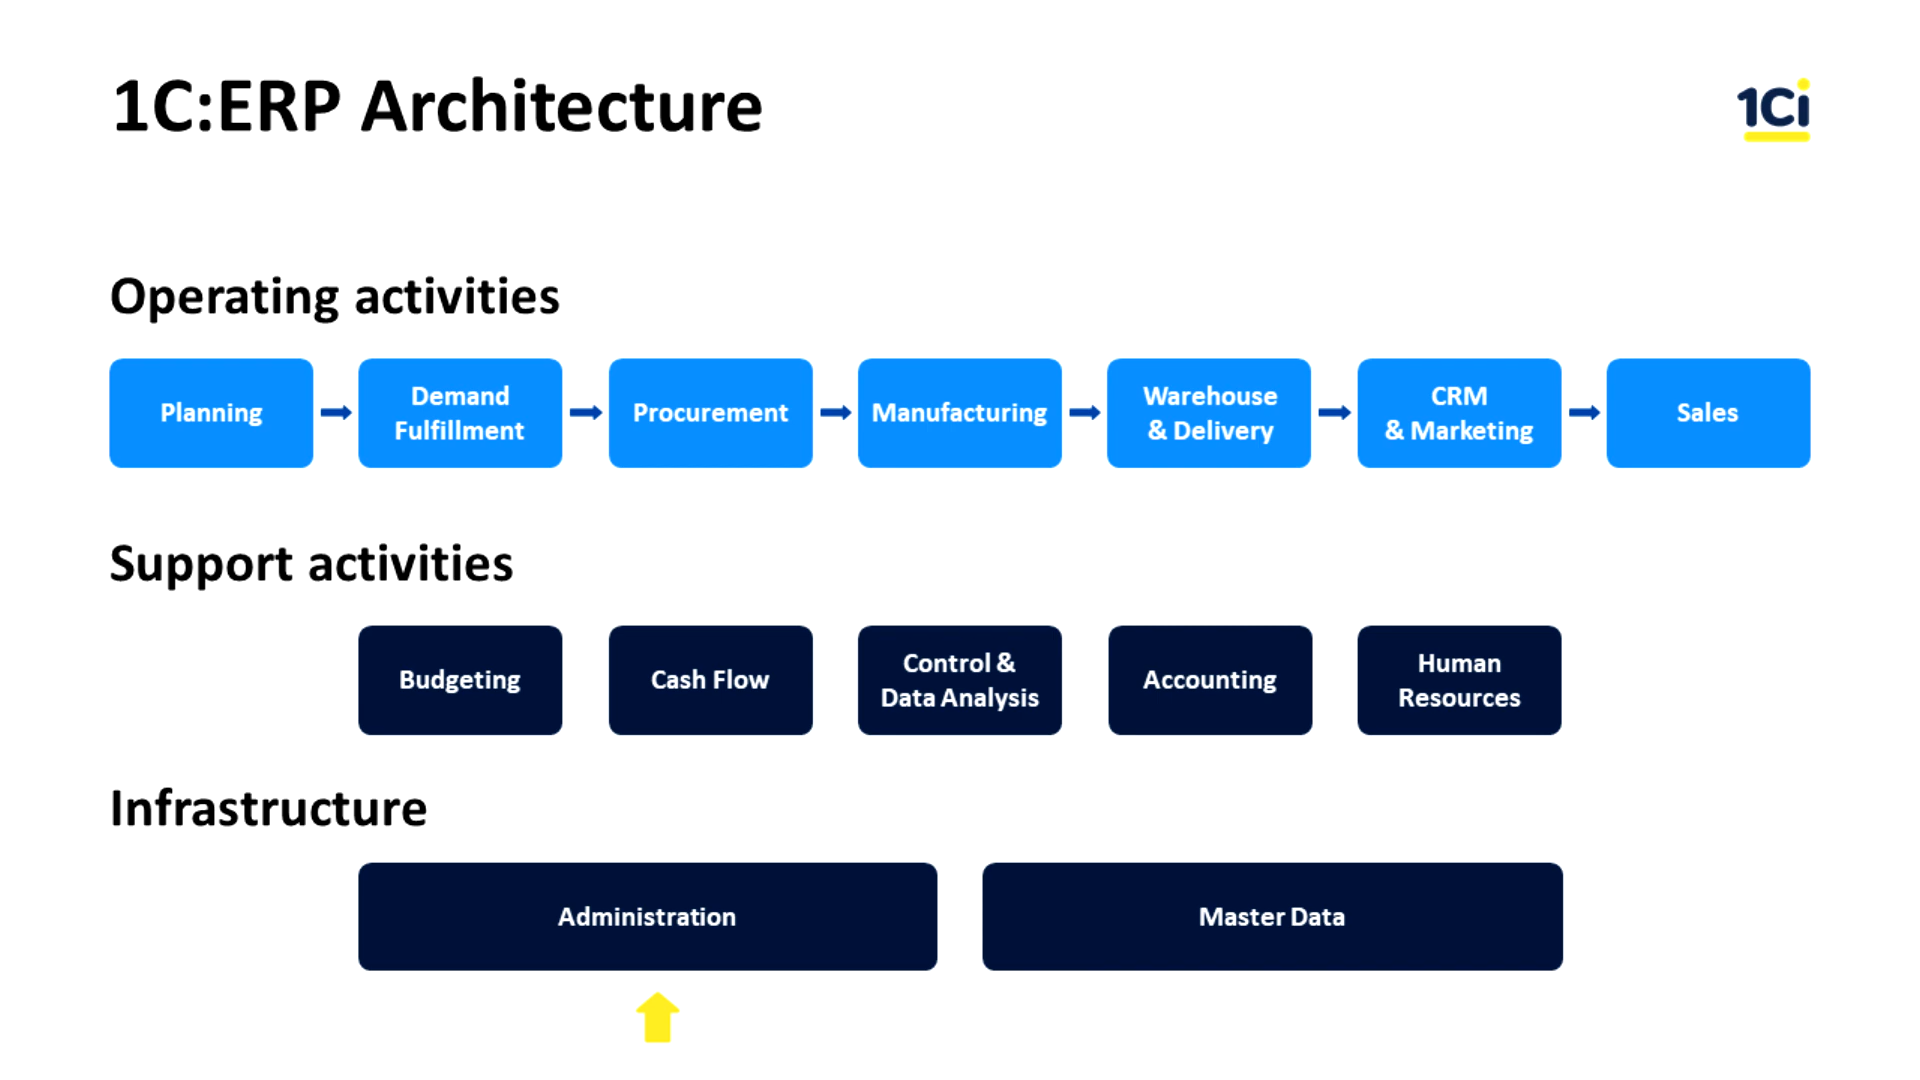 1C:ERP Architecture
1Ci
Operating activities
Planning
Demand
Fulfillment
Procurement
Manufacturing
Warehouse
& Delivery
CRM
& Marketing
Sales
Support activities
Budgeting
Cash Flow
Control &
Data Analysis
Accounting
Human
Resources
Infrastructure
Administration
Master Data